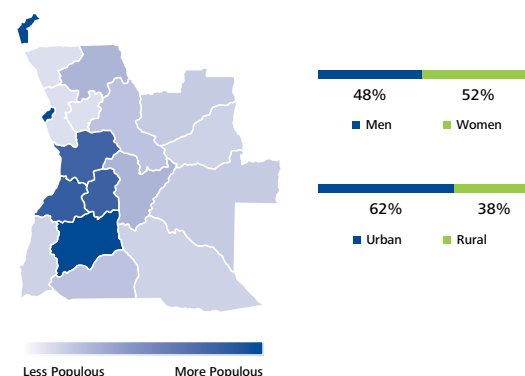 48% 52%
Men Women
62% 38%
Urban Rural
Less Populous More Populous